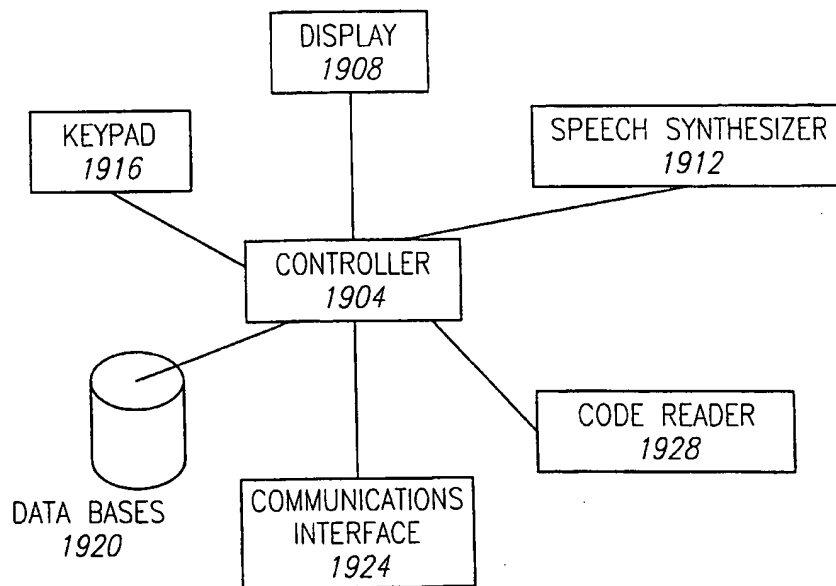 DISPLAY
1908
KEYPAD
1916
SPEECH SYNTHESIZER
1912
CONTROLLER
1904
CODE READER
1928
DATA BASES
1920
COMMUNICATIONS
INTERFACE
1924